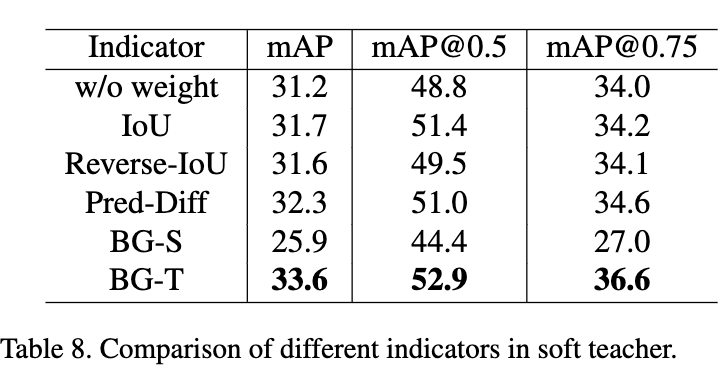 Indicator mAP mAP@0.5 mAP@0.75
w/o weight 31.2 48.8 34.0
IoU 31.7 51.4 34.2
Reverse-IoU 31.6 49.5 34.1
Pred-Diff 32.3 51.0 34.6
BG-S 25.9 44.4 27.0
BG-T 33.6 52.9 36.6
Table 8. Comparison of different indicators in soft teacher.